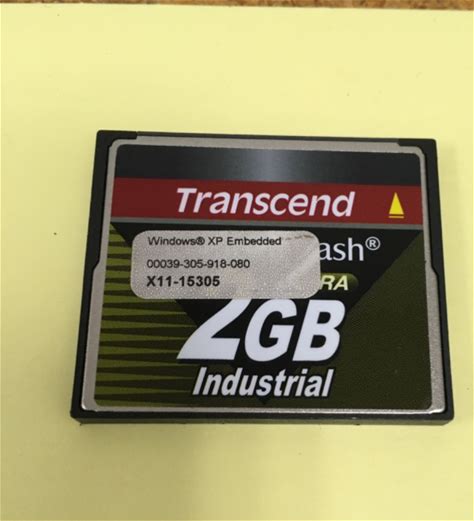 Transcend
Windows® XP Embedded
ash®
00039-305-918-080
RA
X11-15305
2GB
Industrial